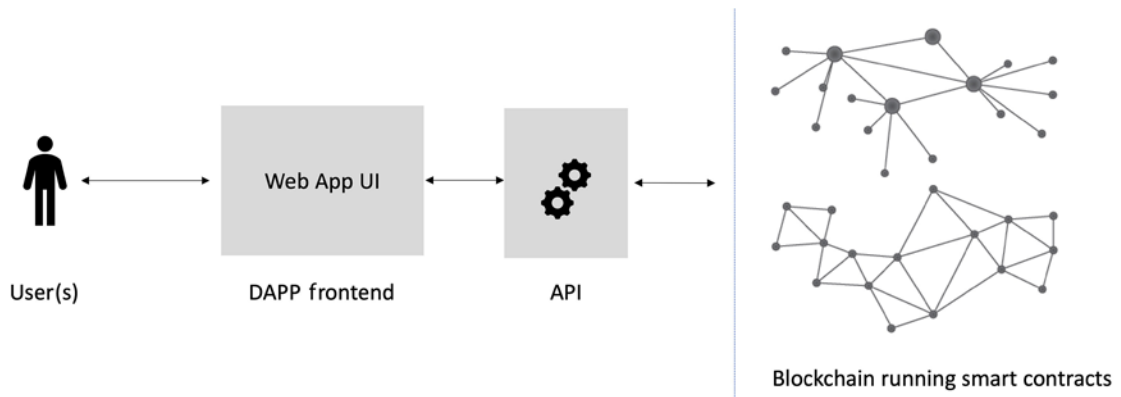 Web App UI
User(s)
DAPP frontend
API
Blockchain running smart contracts